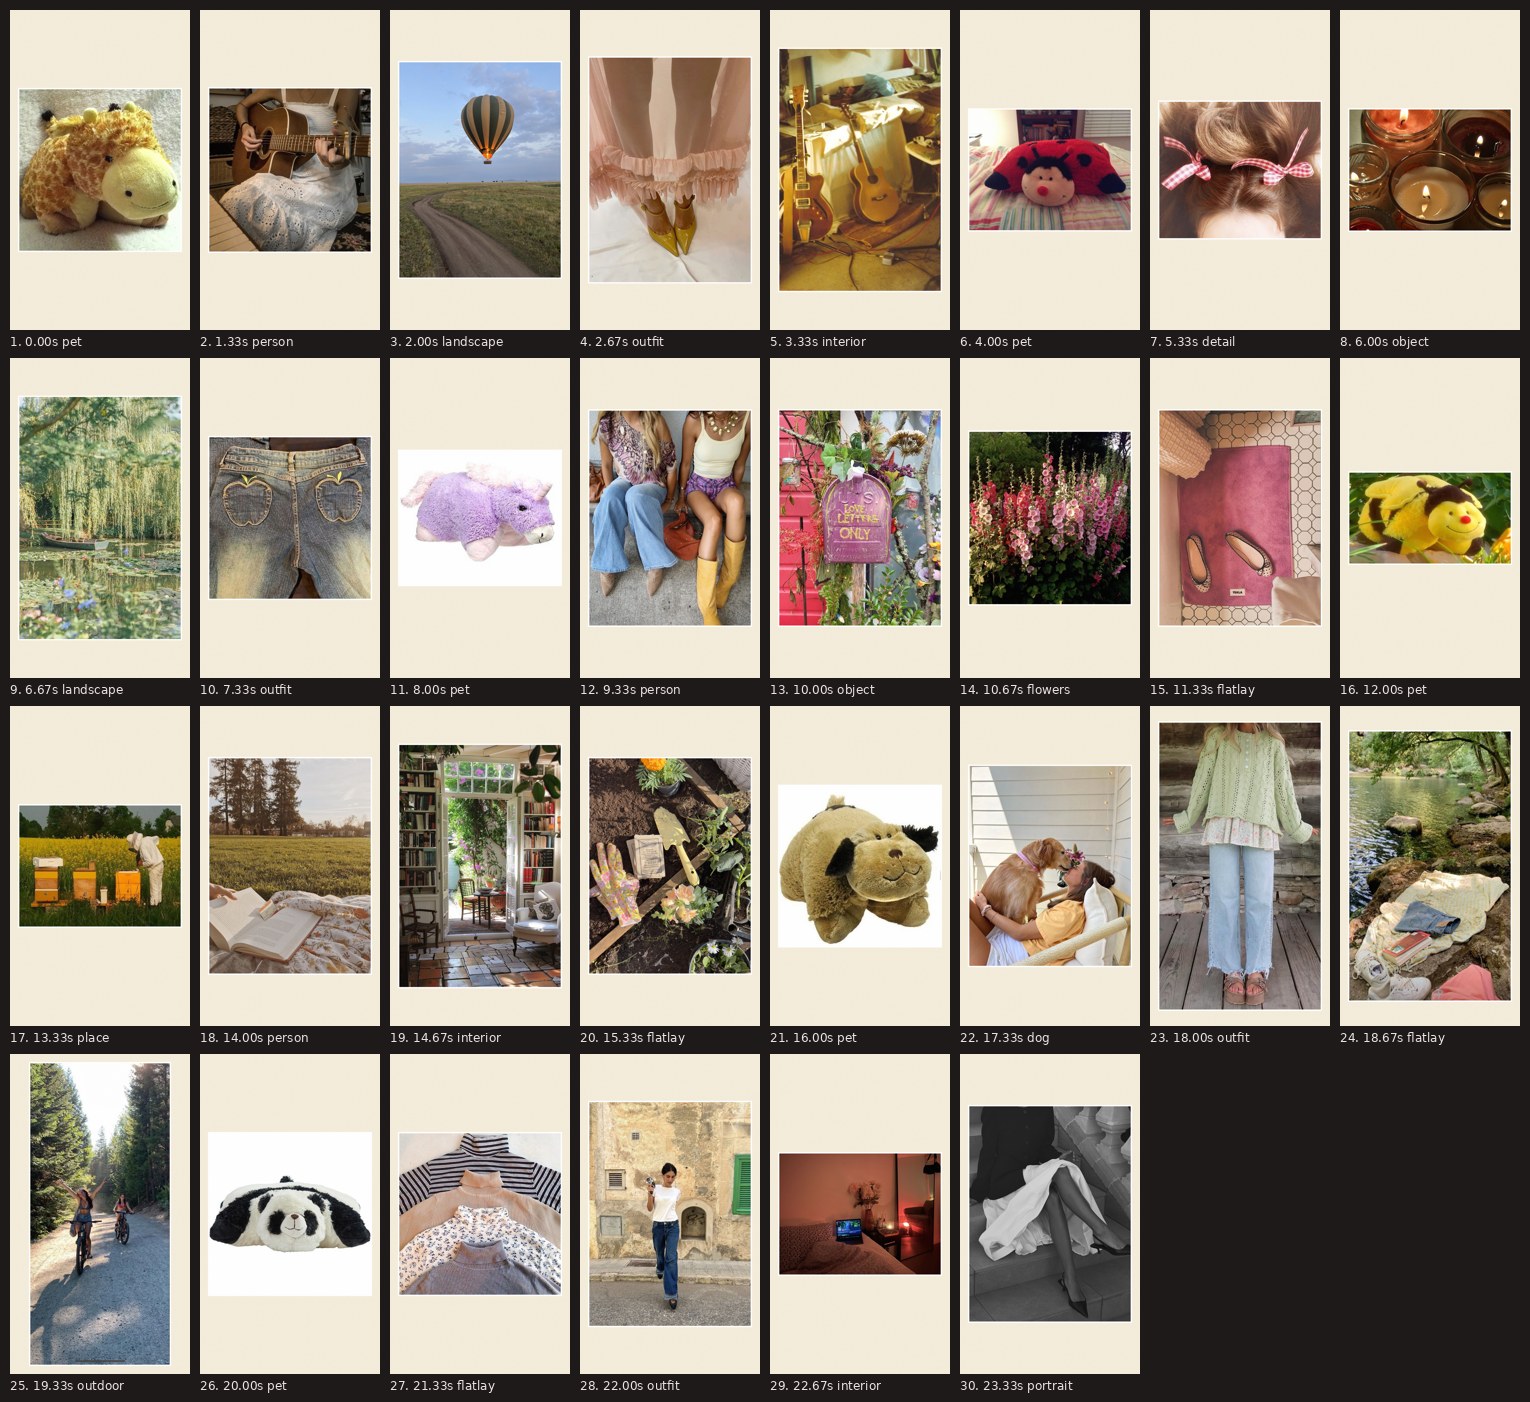 1. 0.00s pet
2. 1.33s person
3. 2.00s landscape
4. 2.67s outfit
5. 3.33s interior
6. 4.00s pet
7. 5.33s detail
8. 6.00s object
LOVE
LETTERS
ONLY
9. 6.67s landscape
10. 7.33s outfit
11. 8.00s pet
12. 9.33s person
13. 10.00s object
14. 10.67s flowers
15. 11.33s flatlay
16. 12.00s pet
17. 13.33s place
18. 14.00s person
19. 14.67s interior
20. 15.33s flatlay
21. 16.00s pet
22. 17.33s dog
23. 18.00s outfit
24. 18.67s flatlay
25. 19.33s outdoor
26. 20.00s pet
27. 21.33s flatlay
28. 22.00s outfit
29. 22.67s interior
30. 23.33s portrait